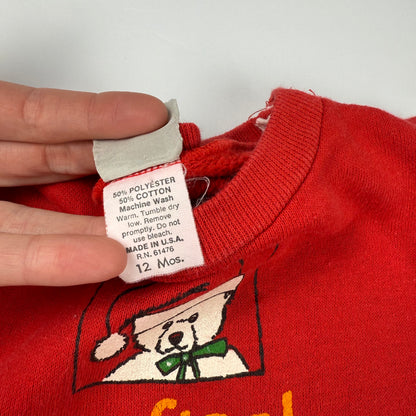 50% POLYESTER
50% COTTON
Machine Wash
Warm. Tumble dry
low. Remove
promptly. Do not
use bleach.
MADE IN U.S.A.
R.N. 61476
12 Mos.